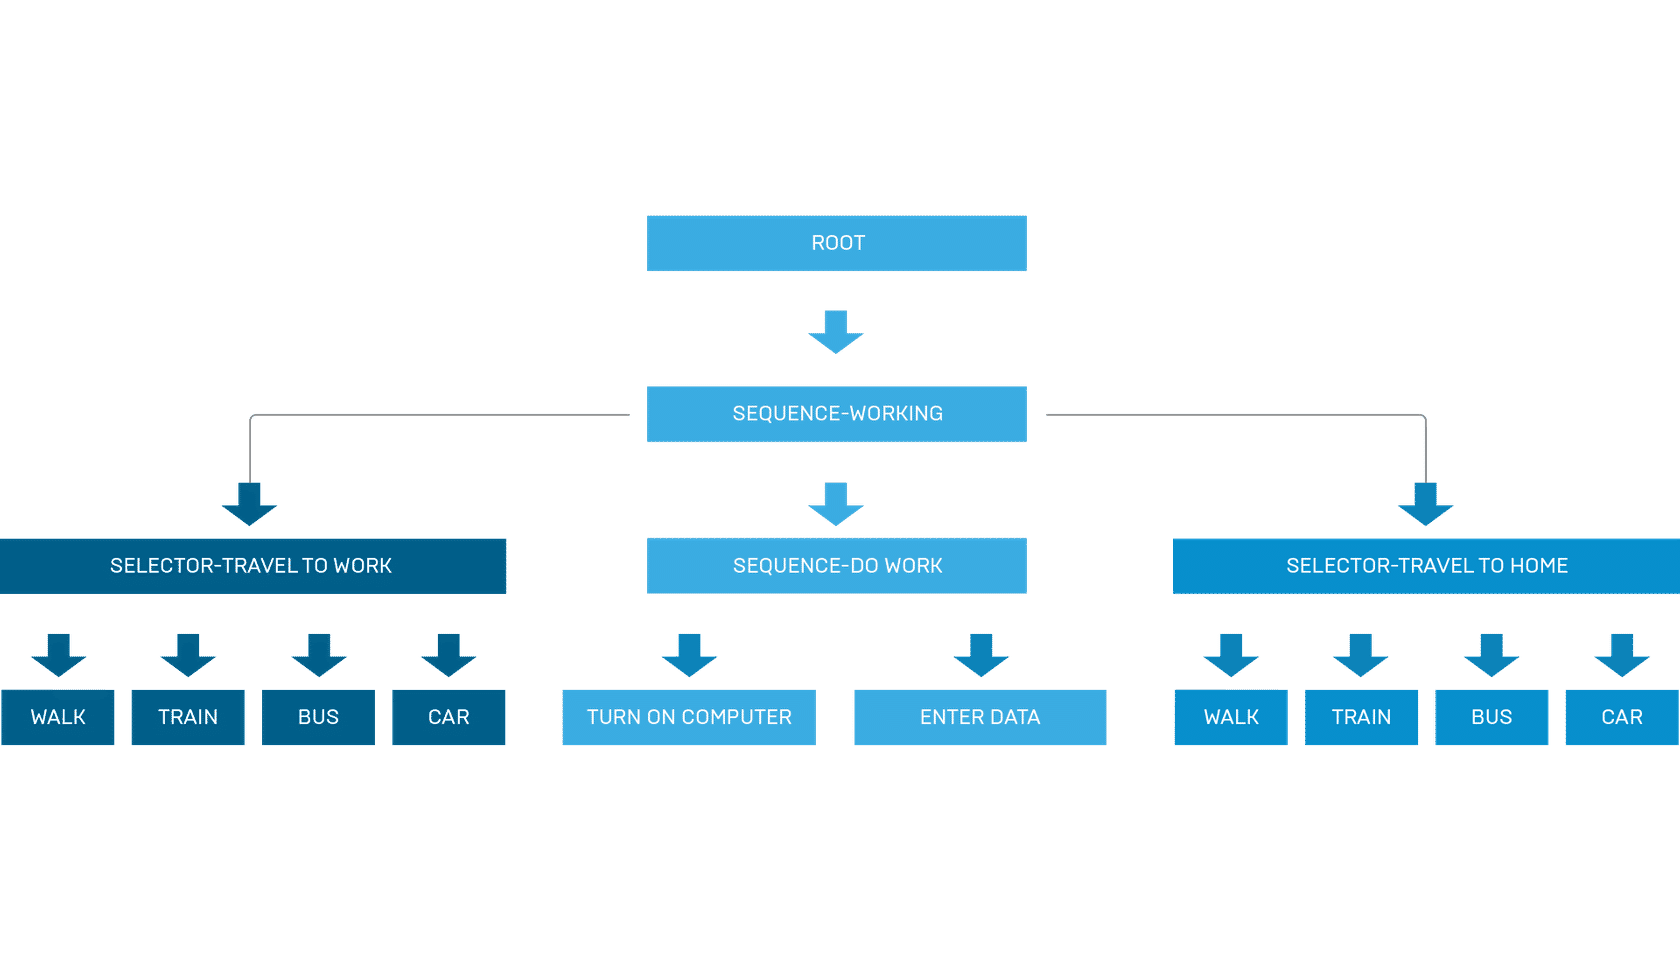 ROOT
SEQUENCE-WORKING
SELECTOR-TRAVEL TO WORK
SEQUENCE-DO WORK
SELECTOR-TRAVEL TO HOME
WALK
TRAIN
BUS
CAR
TURN ON COMPUTER
ENTER DATA
WALK
TRAIN
BUS
CAR